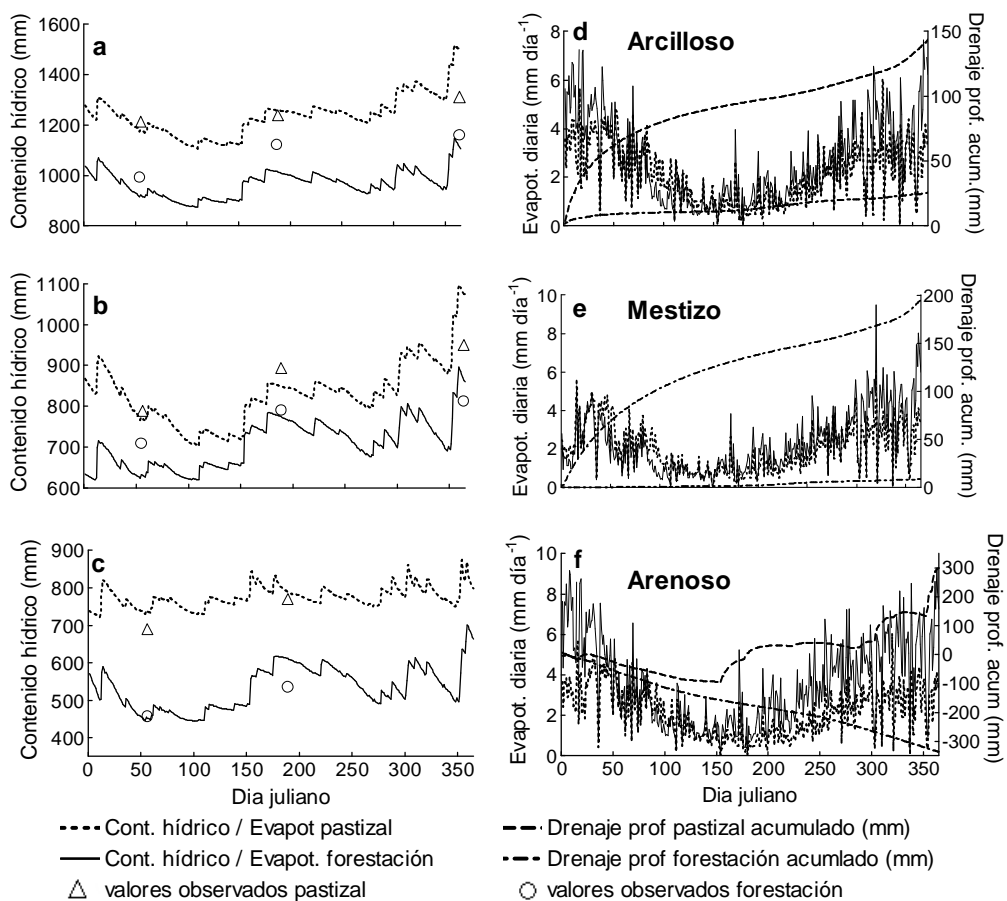 a
Contenido hídrico (mm)
1600
1400
1200
1000
800
d
Arcilloso
Evapot. diaria (mm día-1)
8
6
4
2
0
Drenaje prof. acum.(mm)
150
100
50
0
b
Contenido hídrico (mm)
1100
1000
900
800
700
600
e
Mestizo
Evapot. diaria (mm día-1)
10
8
6
4
2
0
Drenaje prof. acum. (mm)
200
150
100
50
0
c
Contenido hídrico (mm)
900
800
700
600
500
400
0 50 100 150 200 250 300 350
Dia juliano
f
Arenoso
Evapot. diaria (mm día-1)
10
8
6
4
2
0
Drenaje prof. acum (mm)
300
200
100
0
-100
-200
-300
0 50 100 150 200 250 300 350
Dia juliano
Cont. hídrico / Evapot pastizal
Drenaje prof pastizal acumulado (mm)
Cont. hídrico / Evapot. forestación
Drenaje prof forestación acumlado (mm)
valores observados pastizal
valores observados forestación